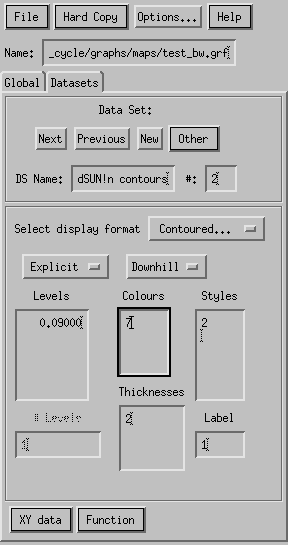 File Hard Copy Options... Help
Name: _cycle/graphs/maps/test_bw.grf
Global Datasets
Data Set:
Next Previous New Other
DS Name: dSUN!n contours #: 2
Select display format Contoured...
Explicit Downhill
Levels Colours Styles
0.09000 7 2
Thicknesses
2
# Levels Label
1 1
XY data Function